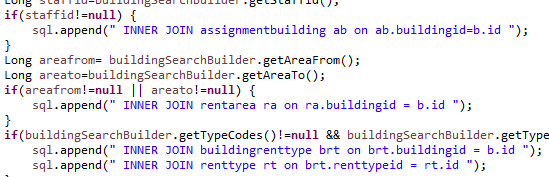 Long staffid=buildingSearchBuilder.getStaffid();
if(staffid!=null) {
sql.append(" INNER JOIN assignmentbuilding ab on ab.buildingid=b.id ");
}
Long areafrom= buildingSearchBuilder.getAreaFrom();
Long areato=buildingSearchBuilder.getAreaTo();
if(areafrom!=null || areato!=null) {
sql.append(" INNER JOIN rentarea ra on ra.buildingid = b.id ");
}
if(buildingSearchBuilder.getTypeCodes()!=null && buildingSearchBuilder.getType
sql.append(" INNER JOIN buildingrenttype brt on brt.buildingid = b.id ");
sql.append(" INNER JOIN renttype rt on brt.renttypeid = rt.id ");